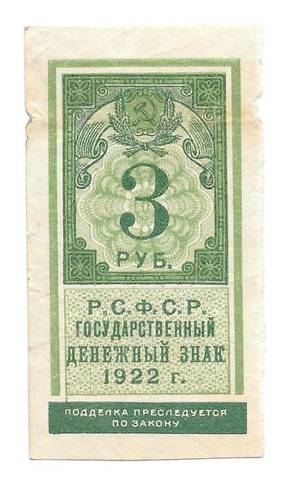 3
РУБ.
Р.С.Ф.С.Р.
ГОСУДАРСТВЕННЫЙ
ДЕНЕЖНЫЙ ЗНАК
1922 г.
ПОДДЕЛКА ПРЕСЛЕДУЕТСЯ
ПО ЗАКОНУ.